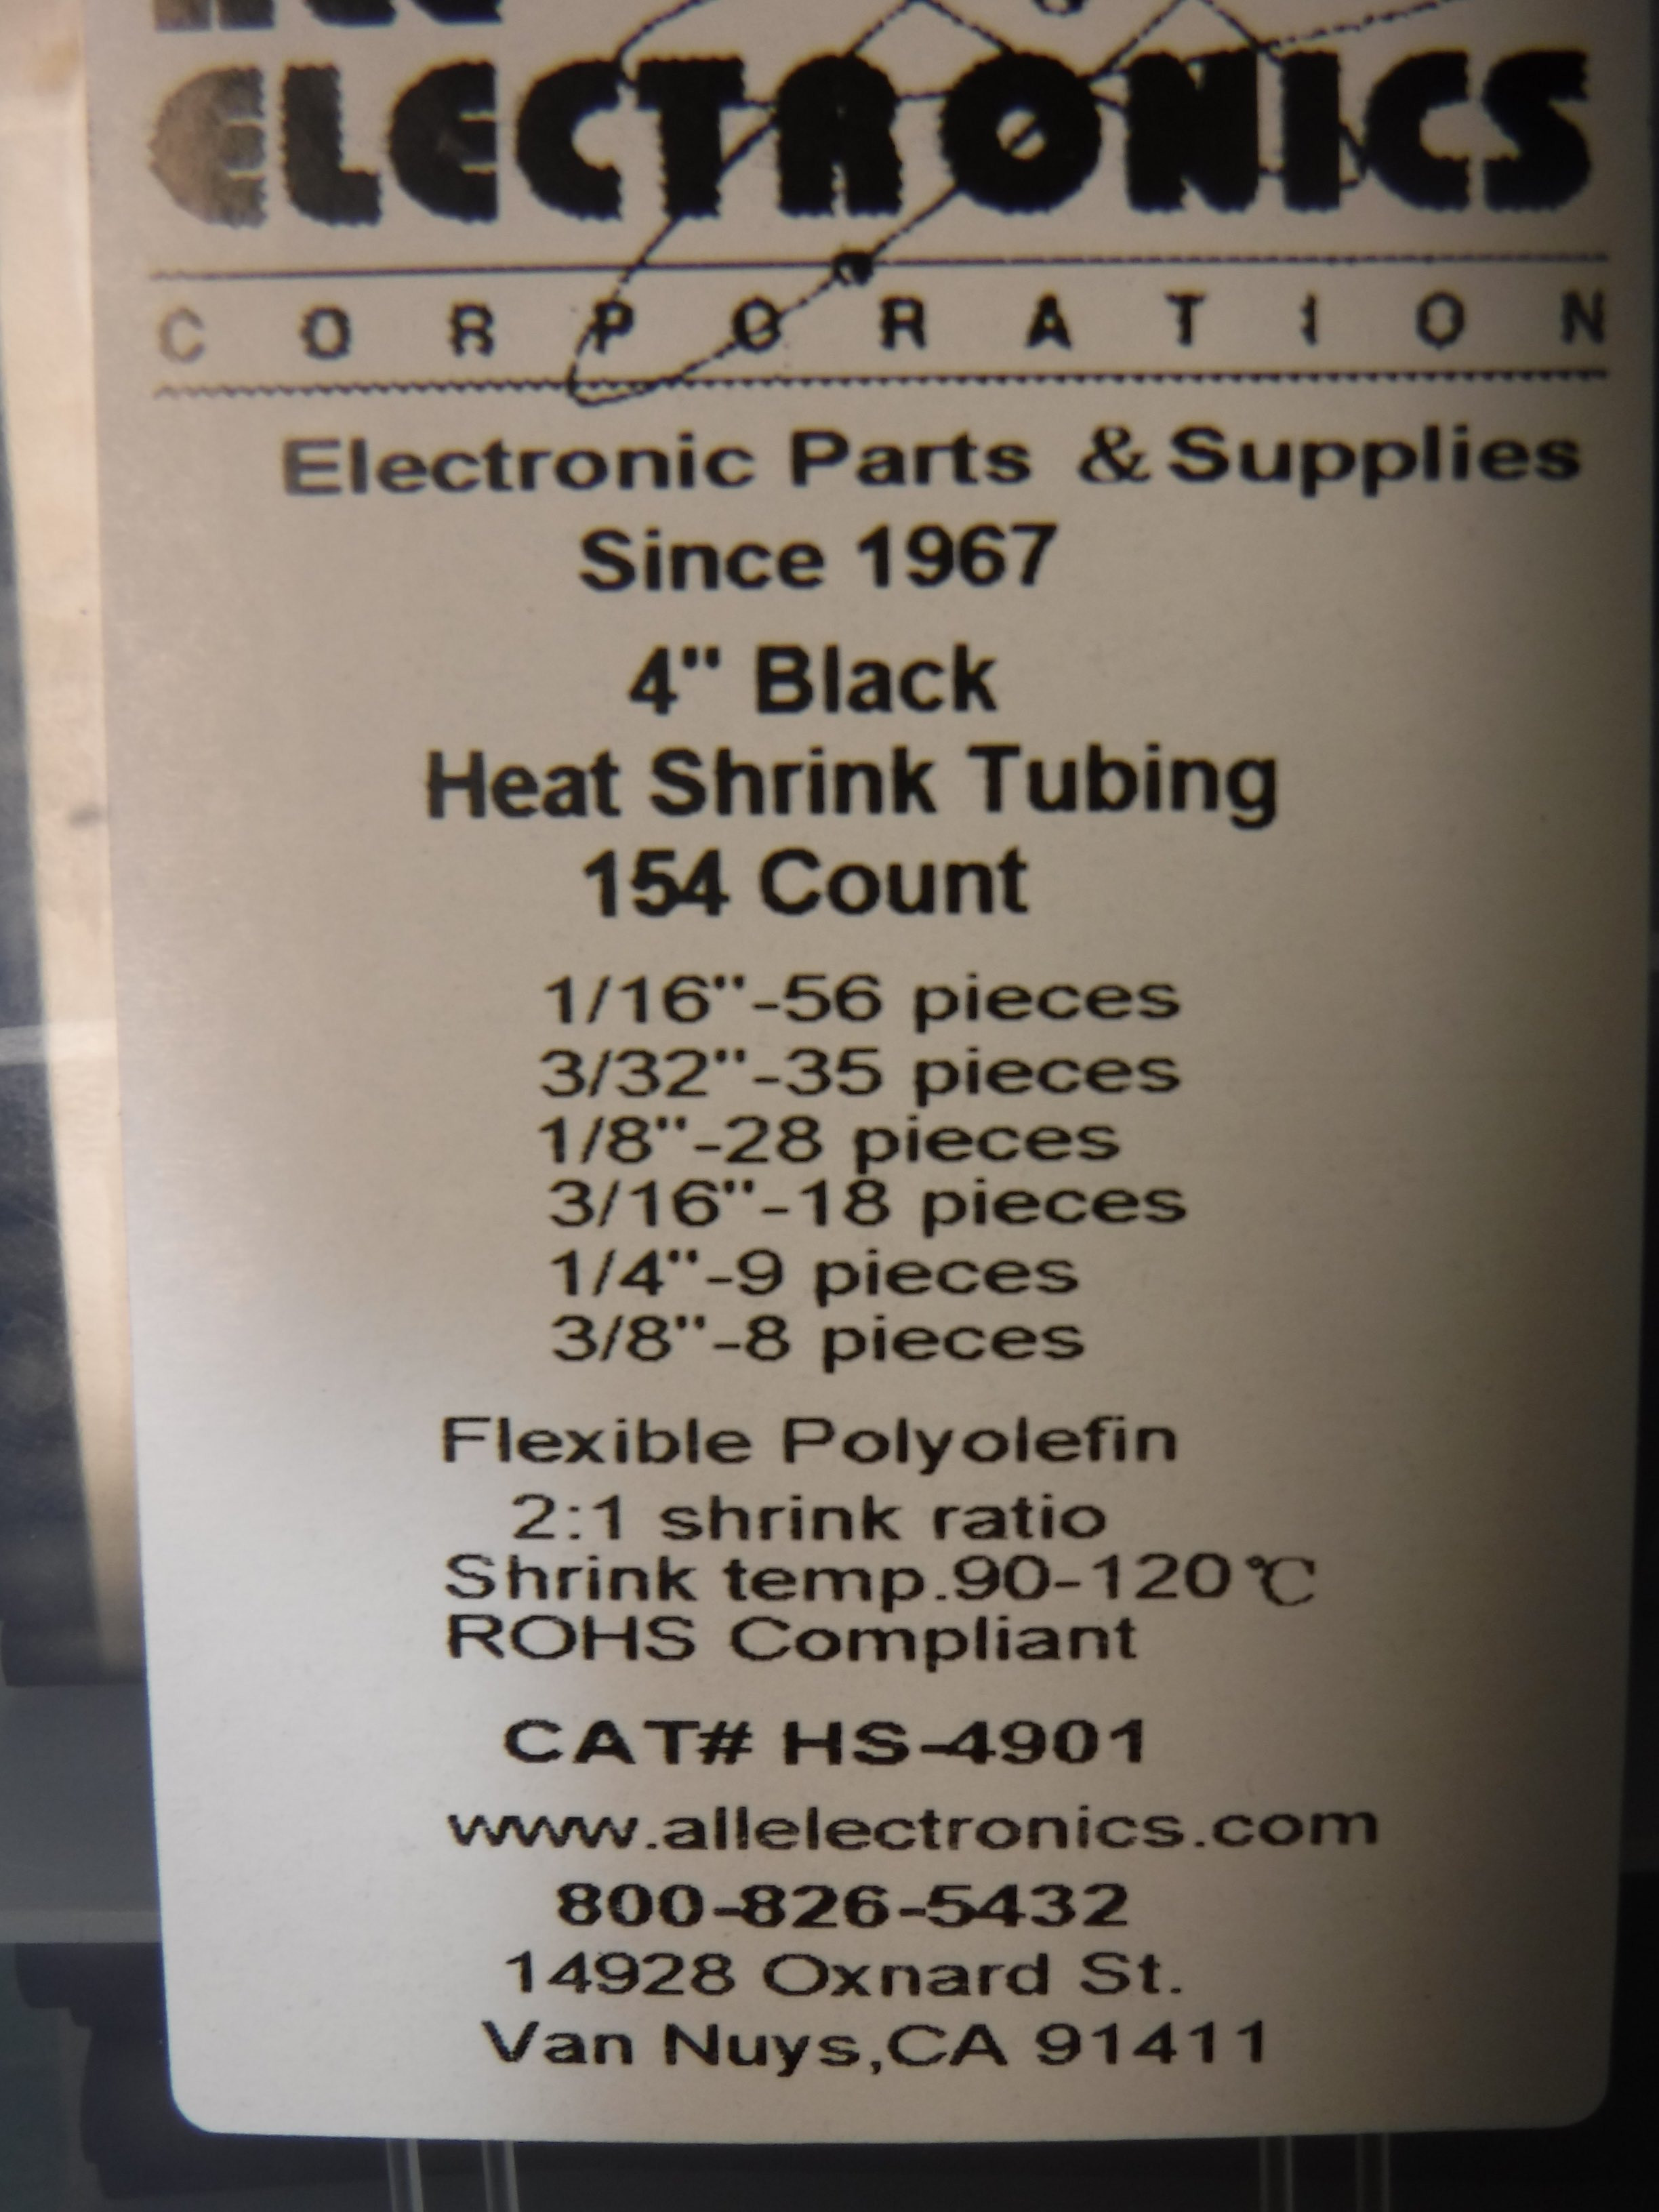 ELECTRONICS
CORPORATION
Electronic Parts & Supplies
Since 1967
4" Black
Heat Shrink Tubing
154 Count
1/16"-56 pieces
3/32"-35 pieces
1/8"-28 pieces
3/16"-18 pieces
1/4"-9 pieces
3/8"-8 pieces
Flexible Polyolefin
2:1 shrink ratio
Shrink temp.90-120℃
ROHS Compliant
CAT# HS-4901
www.allelectronics.com
800-826-5432
14928 Oxnard St.
Van Nuys,CA 91411